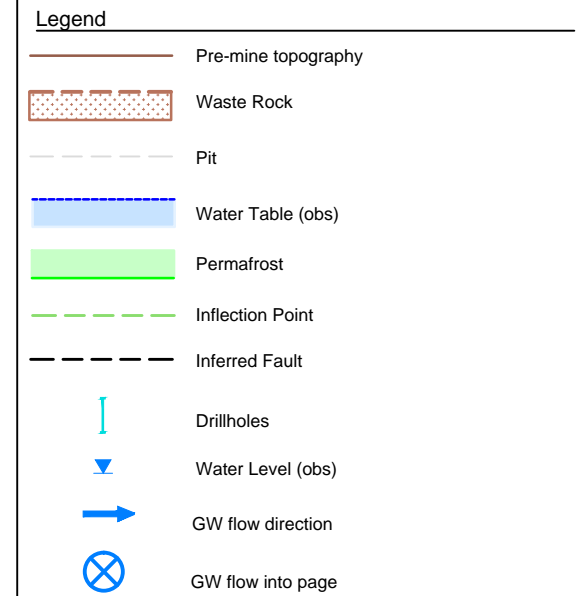 Legend
Pre-mine topography
Waste Rock
Pit
Water Table (obs)
Permafrost
Inflection Point
Inferred Fault
Drillholes
Water Level (obs)
GW flow direction
GW flow into page